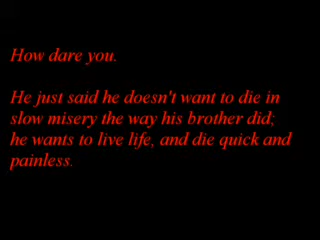 How dare you.
He just said he doesn't want to die in
slow misery the way his brother did;
he wants to live life, and die quick and
painless.